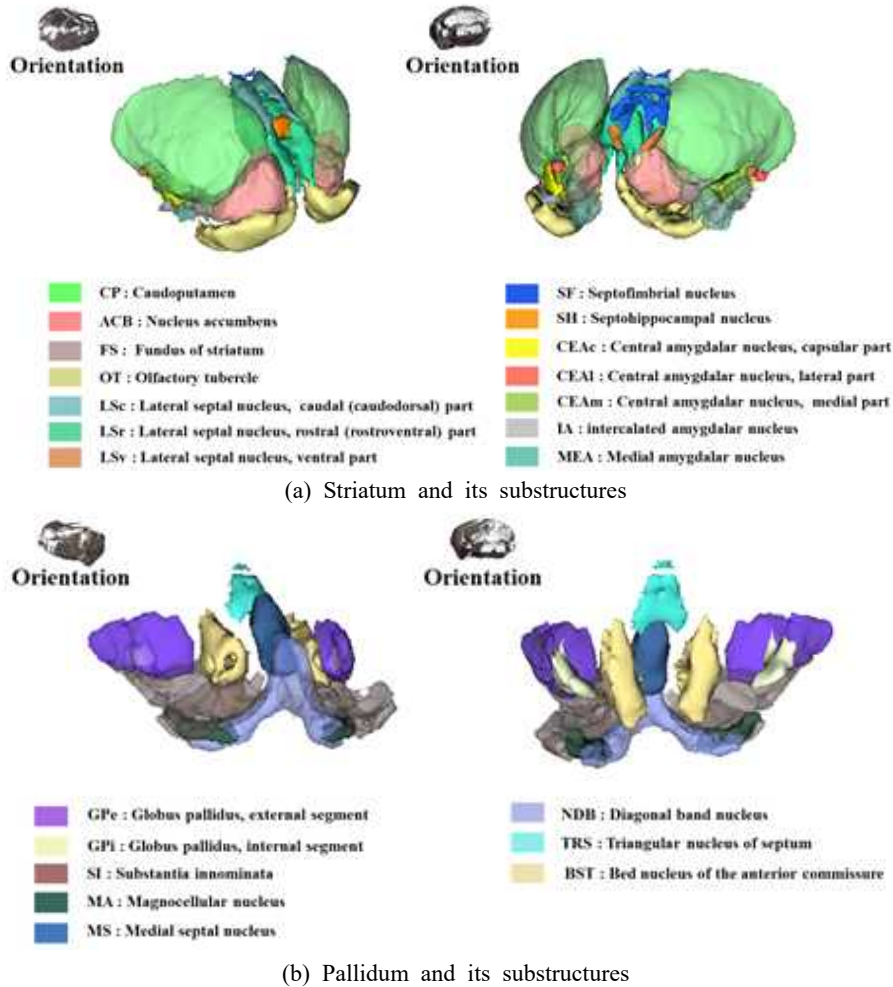 Orientation
Orientation
CP : Caudoputamen
ACB : Nucleus accumbens
FS : Fundus of striatum
OT : Olfactory tubercle
LSc : Lateral septal nucleus, caudal (caudodorsal) part
LSr : Lateral septal nucleus, rostral (rostroventral) part
LSv : Lateral septal nucleus, ventral part
SF : Septofimbrial nucleus
SH : Septohippocampal nucleus
CEAc : Central amygdalar nucleus, capsular part
CEAl : Central amygdalar nucleus, lateral part
CEAm : Central amygdalar nucleus, medial part
IA : intercalated amygdalar nucleus
MEA : Medial amygdalar nucleus
(a) Striatum and its substructures
Orientation
Orientation
GPe : Globus pallidus, external segment
GPi : Globus pallidus, internal segment
SI : Substantia innominata
MA : Magnocellular nucleus
MS : Medial septal nucleus
NDB : Diagonal band nucleus
TRS : Triangular nucleus of septum
BST : Bed nucleus of the anterior commissure
(b) Pallidum and its substructures